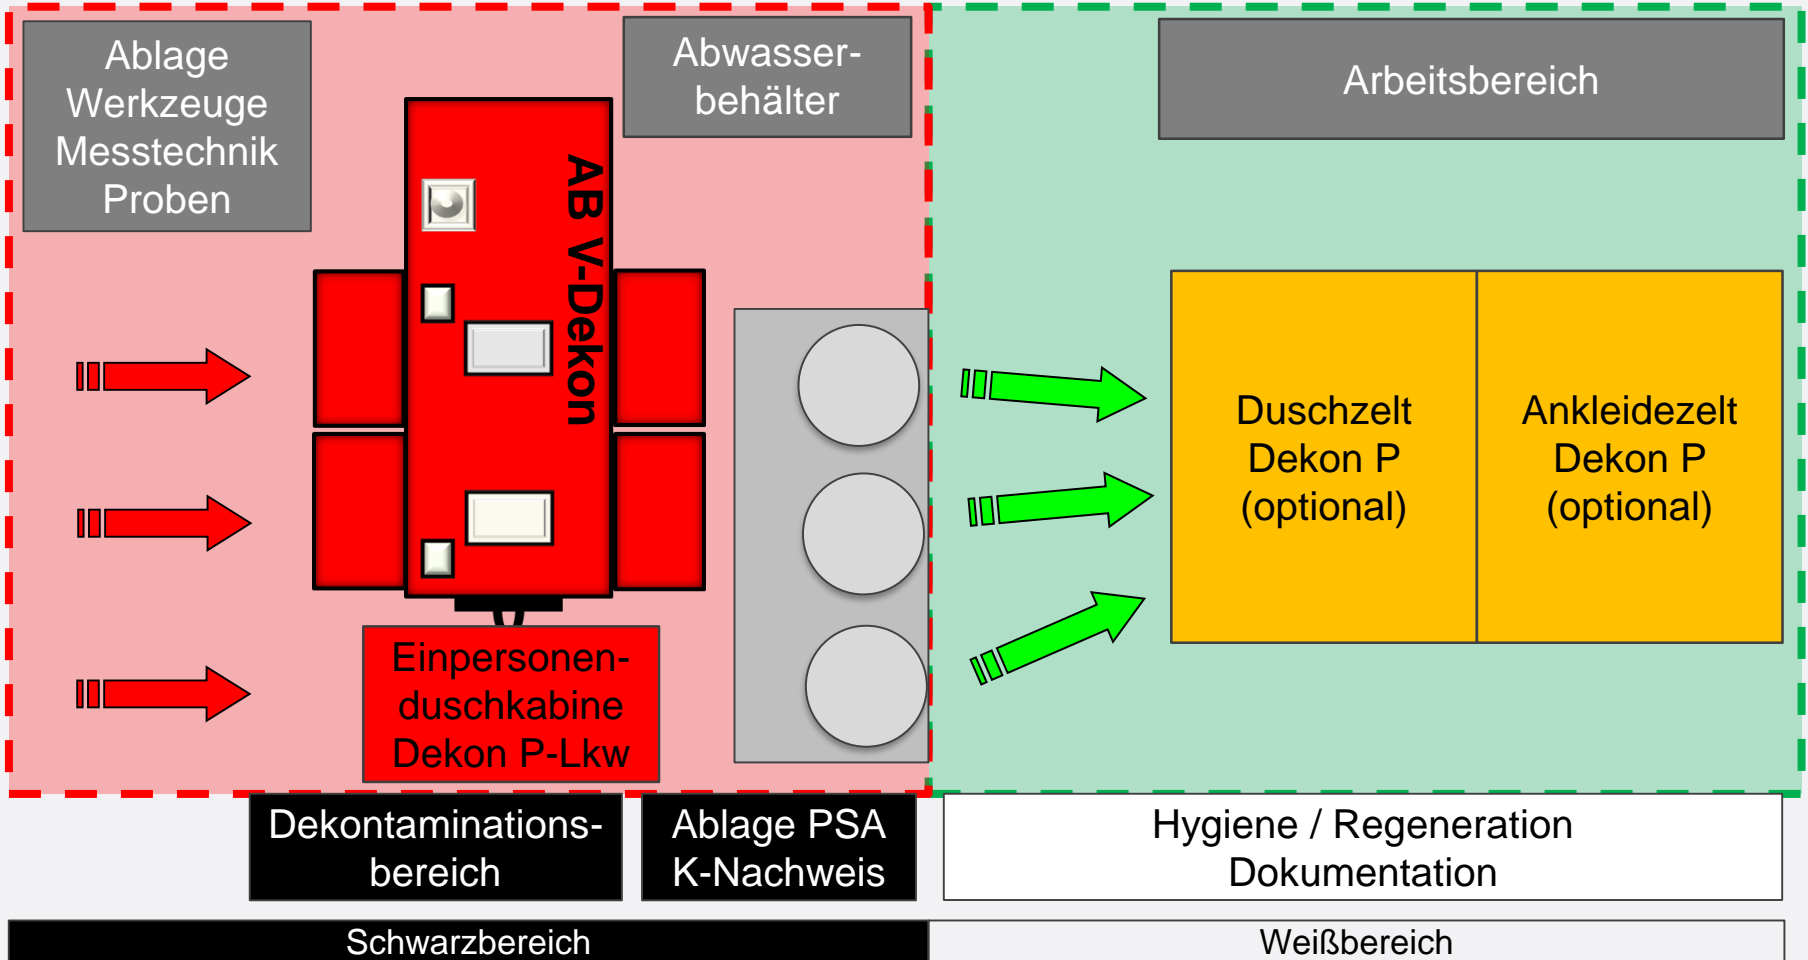 Ablage
Werkzeuge
Messtechnik
Proben
Abwasser-
behälter
Arbeitsbereich
AB V-Dekon
Duschzelt
Dekon P
(optional)
Ankleidezelt
Dekon P
(optional)
Einpersonen-
duschkabine
Dekon P-Lkw
Dekontaminations-
bereich
Ablage PSA
K-Nachweis
Hygiene / Regeneration
Dokumentation
Schwarzbereich
Weißbereich